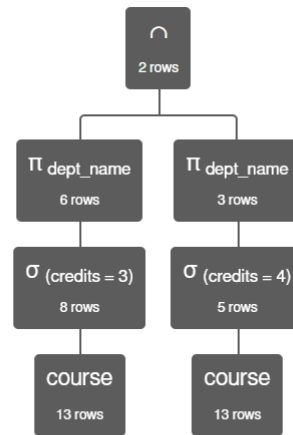 ∩
2 rows
π dept_name
6 rows
π dept_name
3 rows
σ (credits = 3)
8 rows
σ (credits = 4)
5 rows
course
13 rows
course
13 rows